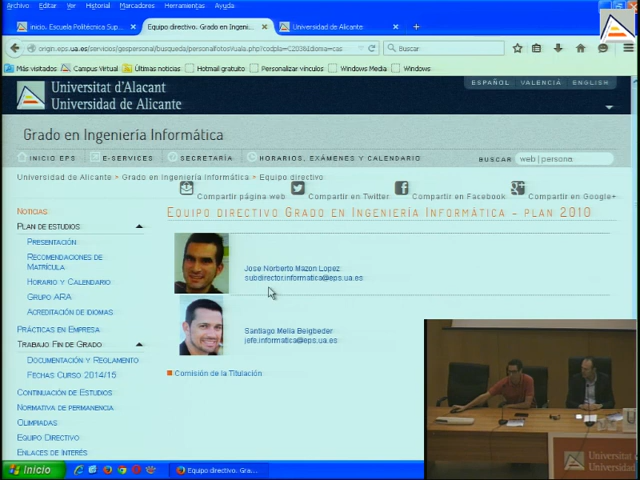 Archivo Editar Ver Historial Marcadores Herramientas Ayuda
inicio. Escuela Politécnica Sup...
Equipo directivo. Grado en Ingeni...
Universidad de Alicante
Buscar
Más visitados Campus Virtual Últimas noticias Hotmail gratuito Personalizar vínculos Windows Media Windows
Universitat d'Alacant
Universidad de Alicante
ESPAÑOL VALENCIÀ ENGLISH
Grado en Ingeniería Informática
INICIO EPS E-SERVICES SECRETARÍA HORARIOS, EXÁMENES Y CALENDARIO BUSCAR web | persona
Universidad de Alicante > Grado en Ingeniería Informática > Equipo directivo
Compartir página web Compartir en Twitter Compartir en Facebook Compartir en Google+
Noticias
Plan de estudios
Presentación
Recomendaciones de
Matrícula
Horario y Calendario
Grupo ARA
Acreditación de idiomas
Prácticas en Empresa
Trabajo Fin de Grado
Documentación y Reglamento
Fechas Curso 2014/15
Continuación de Estudios
Normativa de permanencia
Olimpiadas
Equipo Directivo
Enlaces de Interés
Equipo directivo Grado en Ingeniería Informática - plan 2010
Jose Norberto Mazon Lopez
subdirector.informatica@eps.ua.es
Santiago Melia Beigbeder
jefe.informatica@eps.ua.es
Comisión de la Titulación
Universitat
Universidad
Inicio
Equipo directivo. Gra...